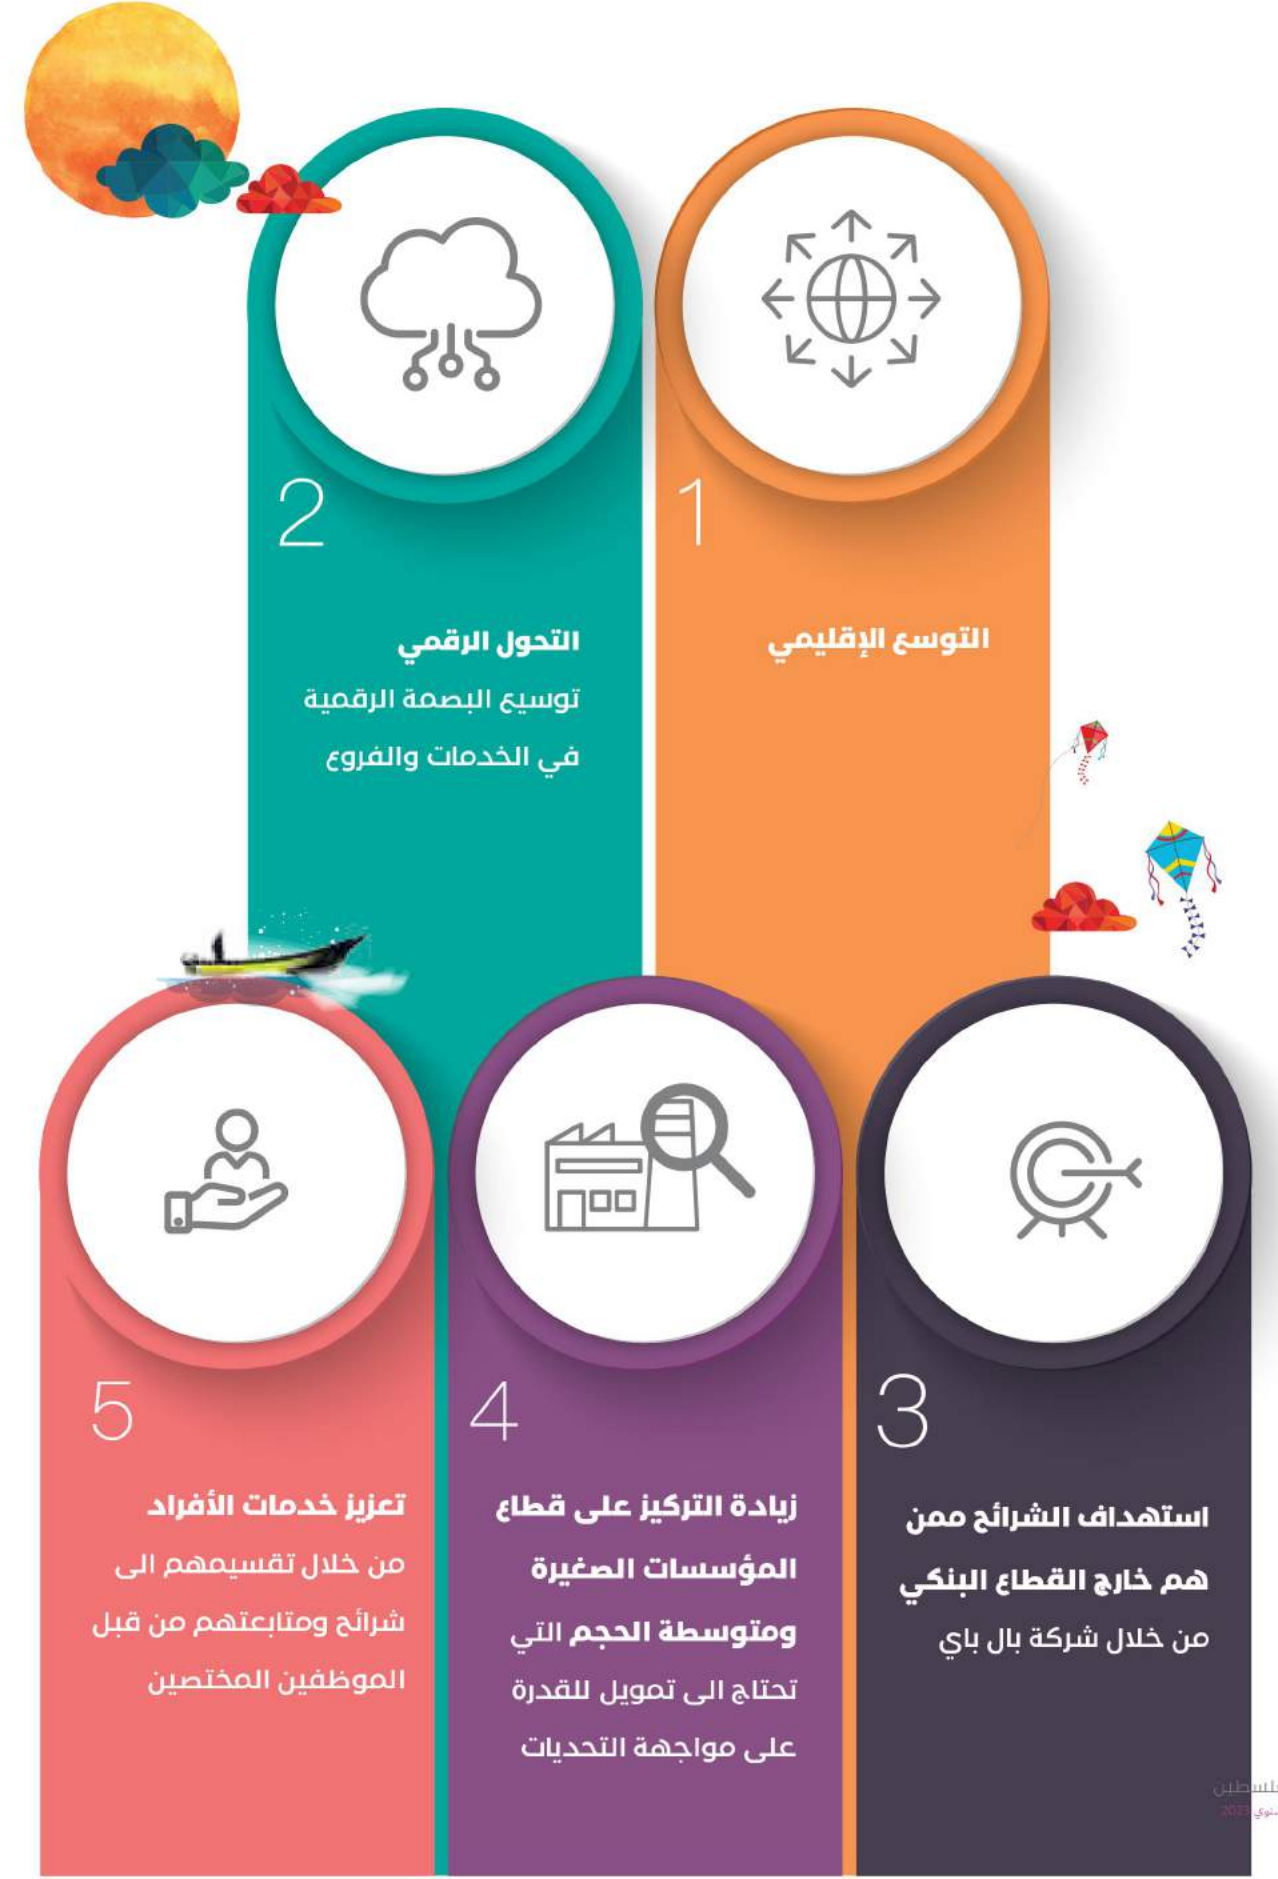 1
التوسع الإقليمي
2
التحول الرقمي
توسيع البصمة الرقمية
في الخدمات والفروع
3
استهداف الشرائح ممن
هم خارج القطاع البنكي
من خلال شركة بال باي
4
زيادة التركيز على قطاع
المؤسسات الصغيرة
ومتوسطة الحجم التي
تحتاج الى تمويل للقدرة
على مواجهة التحديات
5
تعزيز خدمات الأفراد
من خلال تقسيمهم الى
شرائح ومتابعتهم من قبل
الموظفين المختصين
2023